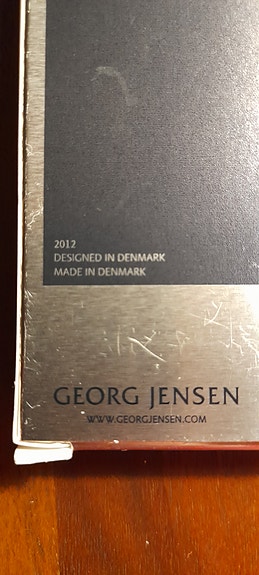 2012
DESIGNED IN DENMARK
MADE IN DENMARK
GEORG JENSEN
WWW.GEORGJENSEN.COM